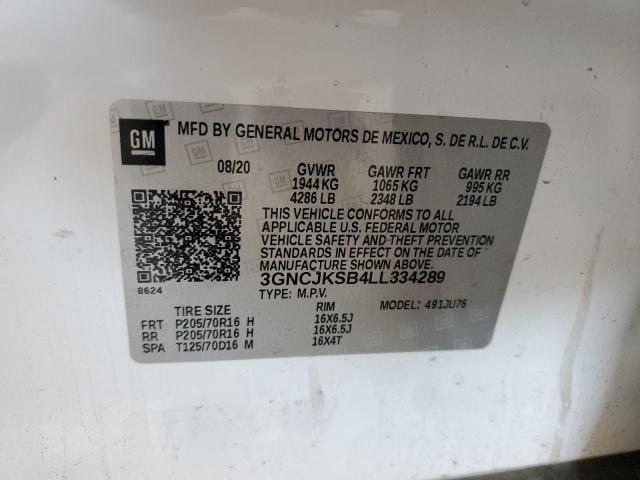 GM MFD BY GENERAL MOTORS DE MEXICO, S. DE R.L. DE C.V.
08/20 GVWR GAWR FRT GAWR RR
1944 KG 1065 KG 995 KG
4286 LB 2348 LB 2194 LB
THIS VEHICLE CONFORMS TO ALL
APPLICABLE U.S. FEDERAL MOTOR
VEHICLE SAFETY AND THEFT PREVENTION
STANDARDS IN EFFECT ON THE DATE OF
MANUFACTURE SHOWN ABOVE.
8624 3GNCJKSB4LL334289
TYPE: M.P.V. MODEL: 491JU76
TIRE SIZE RIM
FRT P205/70R16 H 16X6.5J
RR P205/70R16 H 16X6.5J
SPA T125/70D16 M 16X4T